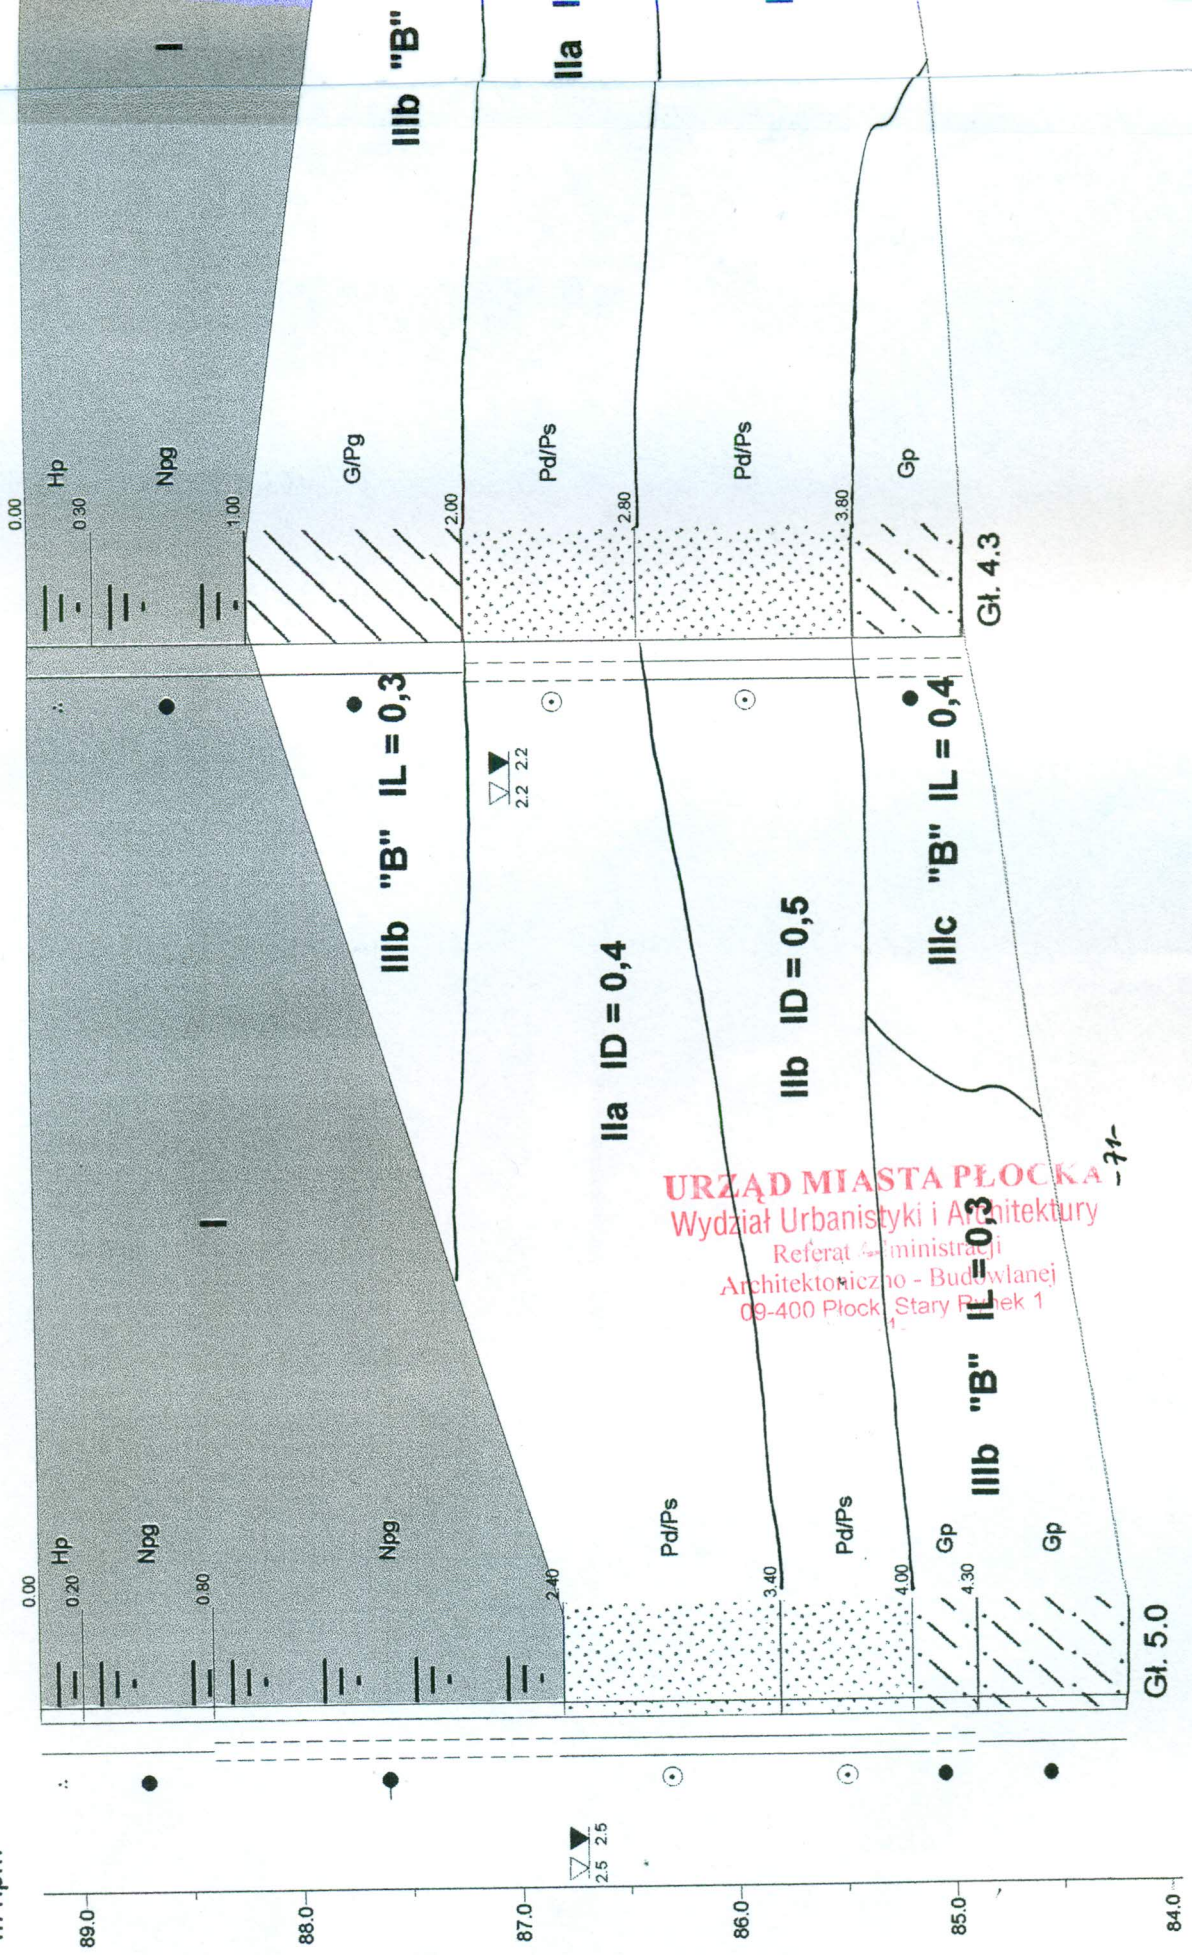 89.0
88.0
87.0
86.0
85.0
84.0
2.5 2.5
0.00
Hp
0.20
Npg
0.80
Npg
2.40
Pd/Ps
3.40
Pd/Ps
4.00
Gp
4.30
Gp
Gł. 5.0
I
IIIb "B" IL = 0,3
IIa ID = 0,4
IIb ID = 0,5
IIIc "B" IL = 0,4
IIIb "B" IL = 0,3
2.2 2.2
0.00
Hp
0.30
Npg
1.00
G/Pg
2.00
Pd/Ps
2.80
Pd/Ps
3.80
Gp
Gł. 4.3
I
IIIb "B"
IIa
URZĄD MIASTA PŁOCKA
Wydział Urbanistyki i Architektury
Referat Administracji
Architektoniczno - Budowlanej
09-400 Płock, Stary Rynek 1
-1-
-71-